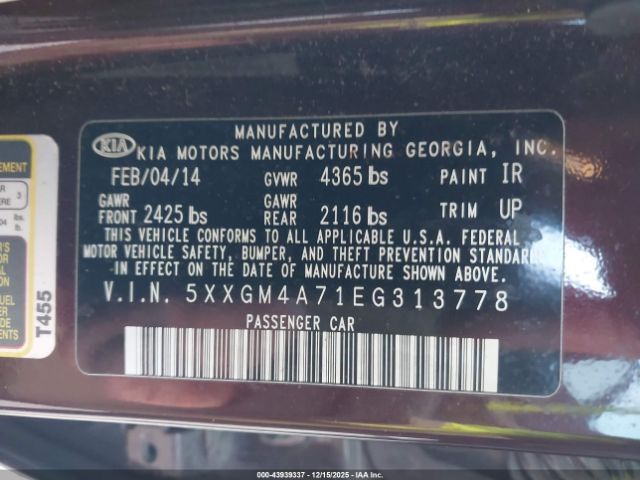 MANUFACTURED BY
KIA KIA MOTORS MANUFACTURING GEORGIA, INC.
FEB/04/14 GVWR 4365 lbs PAINT IR
GAWR FRONT 2425 lbs GAWR REAR 2116 lbs TRIM UP
THIS VEHICLE CONFORMS TO ALL APPLICABLE U.S.A. FEDERAL
MOTOR VEHICLE SAFETY, BUMPER, AND THEFT PREVENTION STANDARDS
IN EFFECT ON THE DATE OF MANUFACTURE SHOWN ABOVE.
V.I.N. 5XXGM4A71EG313778
PASSENGER CAR
T455
000-43939337 12/15/2025 - IAA Inc.